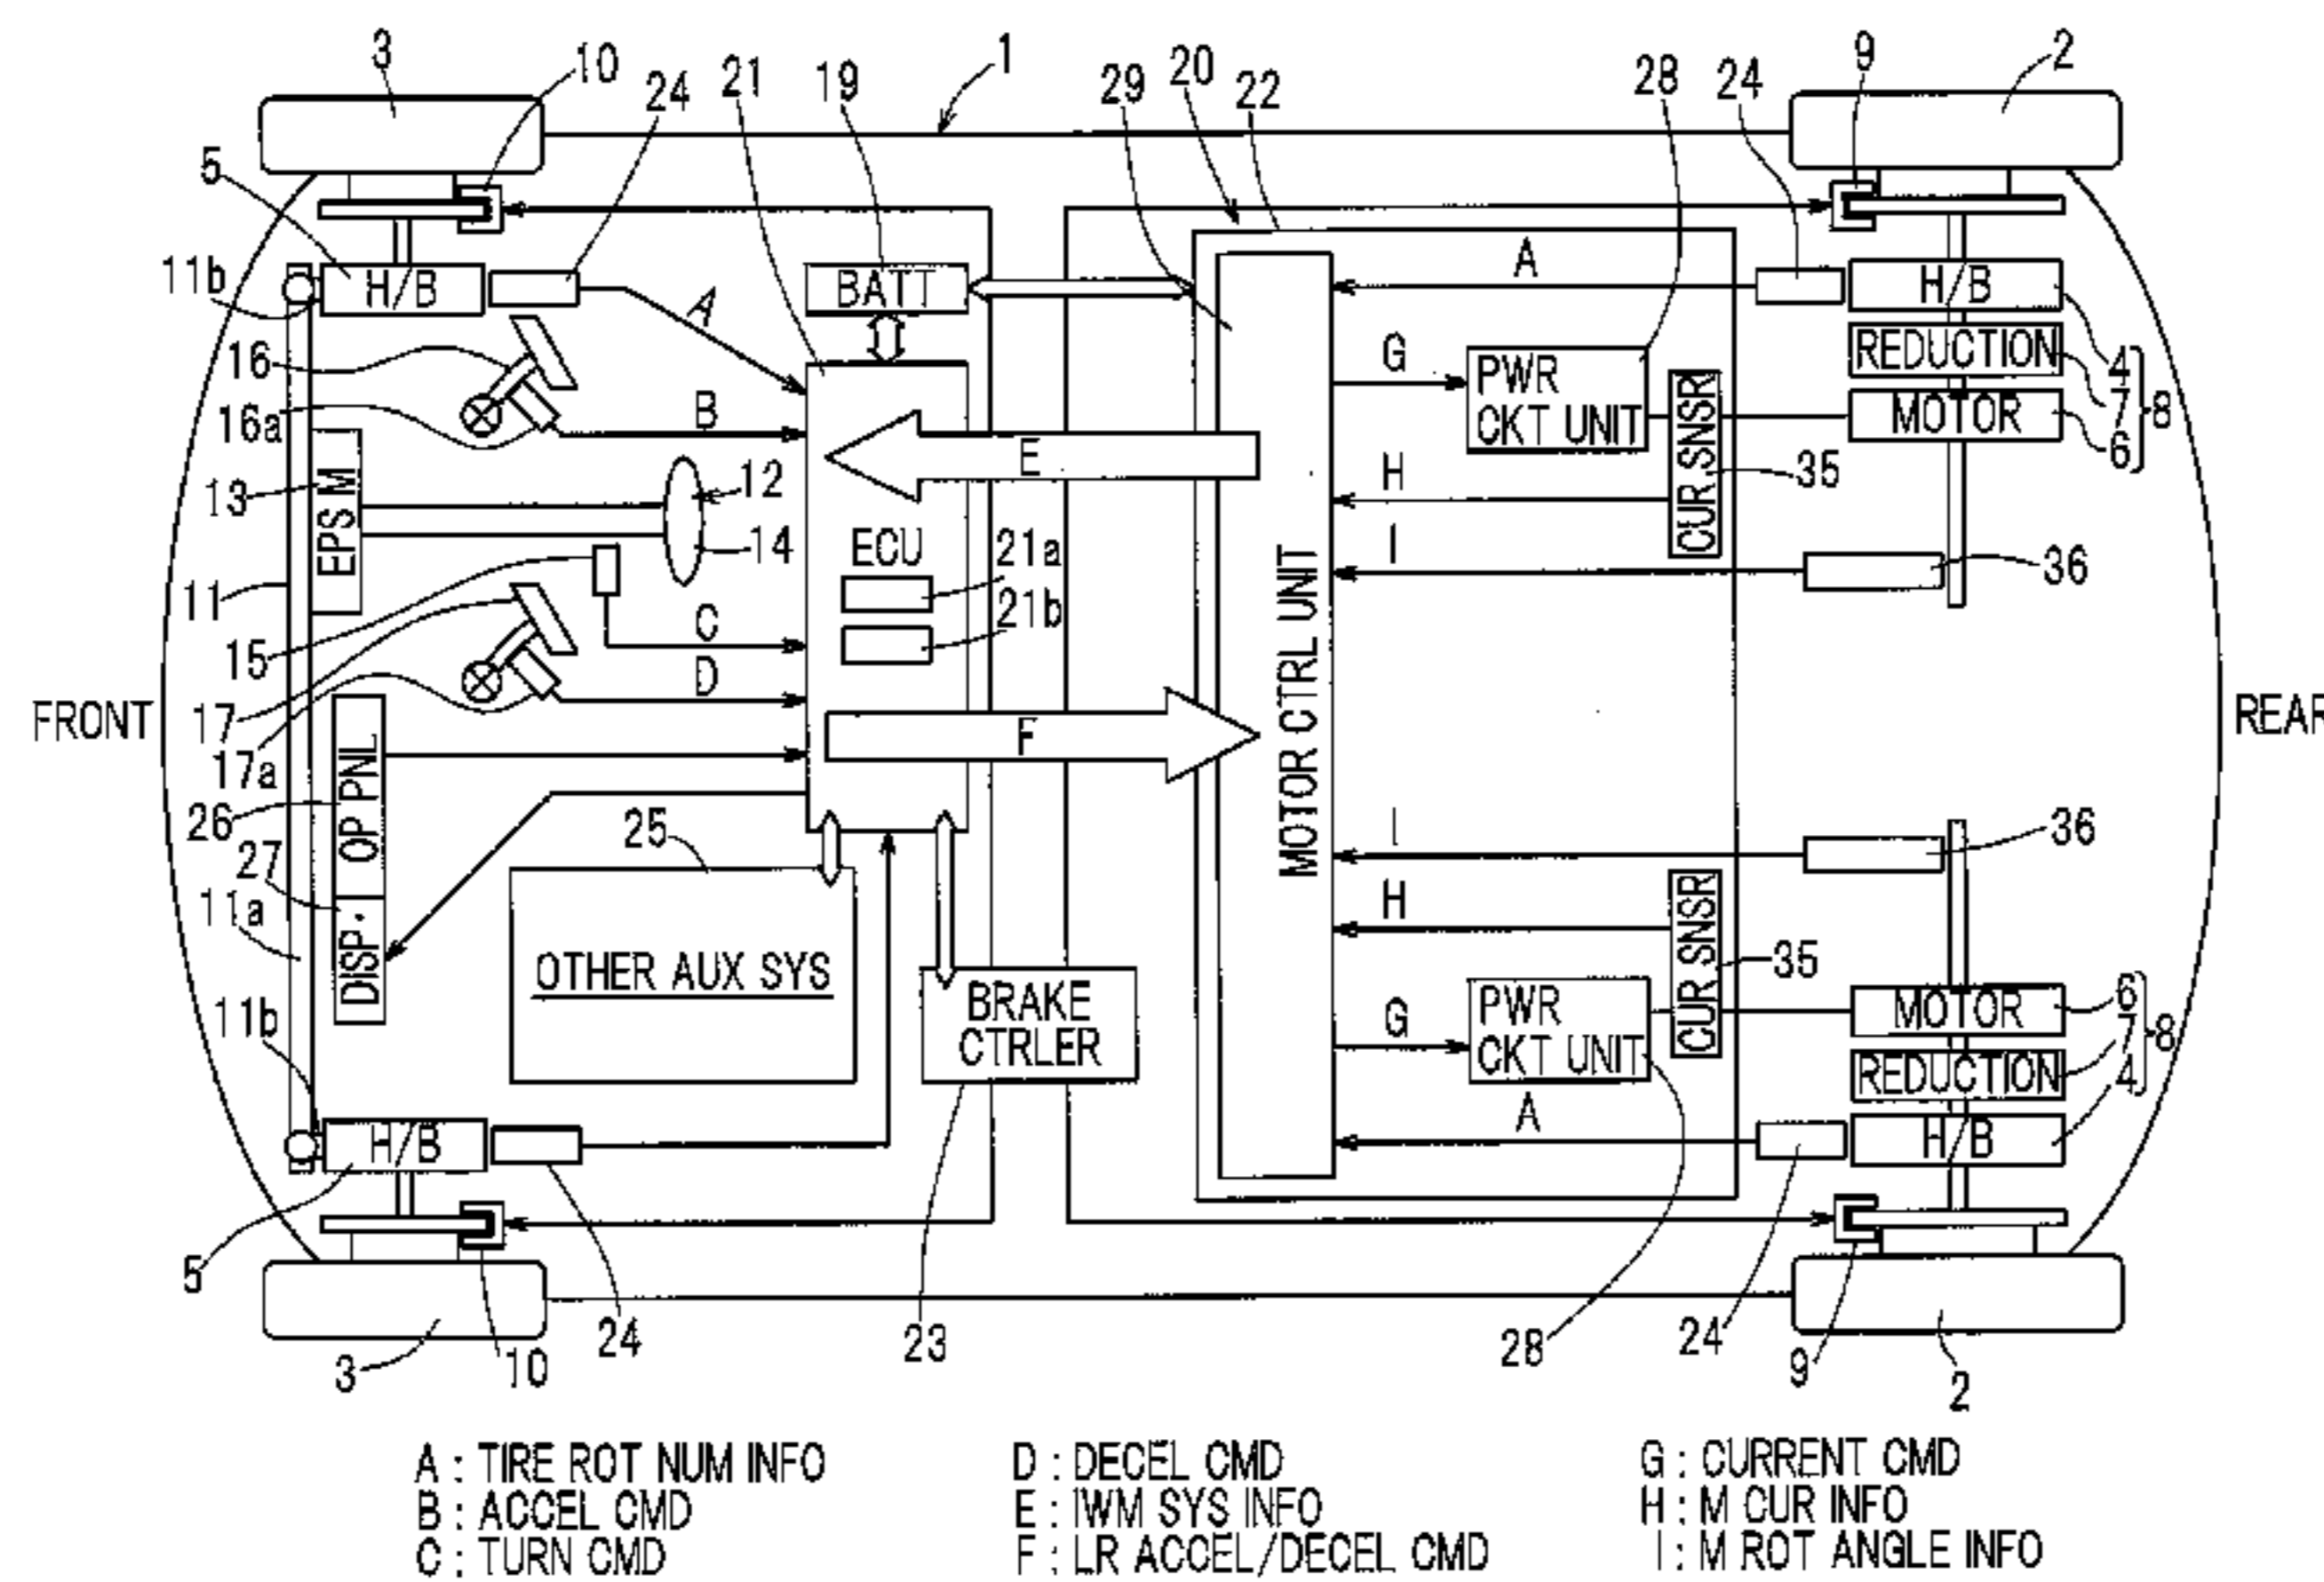 3
10
24
21
19
1
29
20
22
28
24
9
2
5
11b
H/B
A
BATT
A
H/B
16
G
PWR
CKT UNIT
CUR SNSR
REDUCTION
4
7
8
16a
B
MOTOR
6
13
EPS M
12
E
H
35
14
ECU
21a
I
36
11
21b
15
C
MOTOR CTRL UNIT
FRONT
17
D
F
REAR
17a
OP PNL
26
25
I
36
27
11a
DISP.
H
CUR SNSR
35
OTHER AUX SYS
BRAKE
CTRLER
11b
G
PWR
CKT UNIT
MOTOR
6
REDUCTION
7
8
4
H/B
A
H/B
5
24
23
28
24
9
3
10
2
A : TIRE ROT NUM INFO
B : ACCEL CMD
C : TURN CMD
D : DECEL CMD
E : IWM SYS INFO
F : LR ACCEL/DECEL CMD
G : CURRENT CMD
H : M CUR INFO
I : M ROT ANGLE INFO